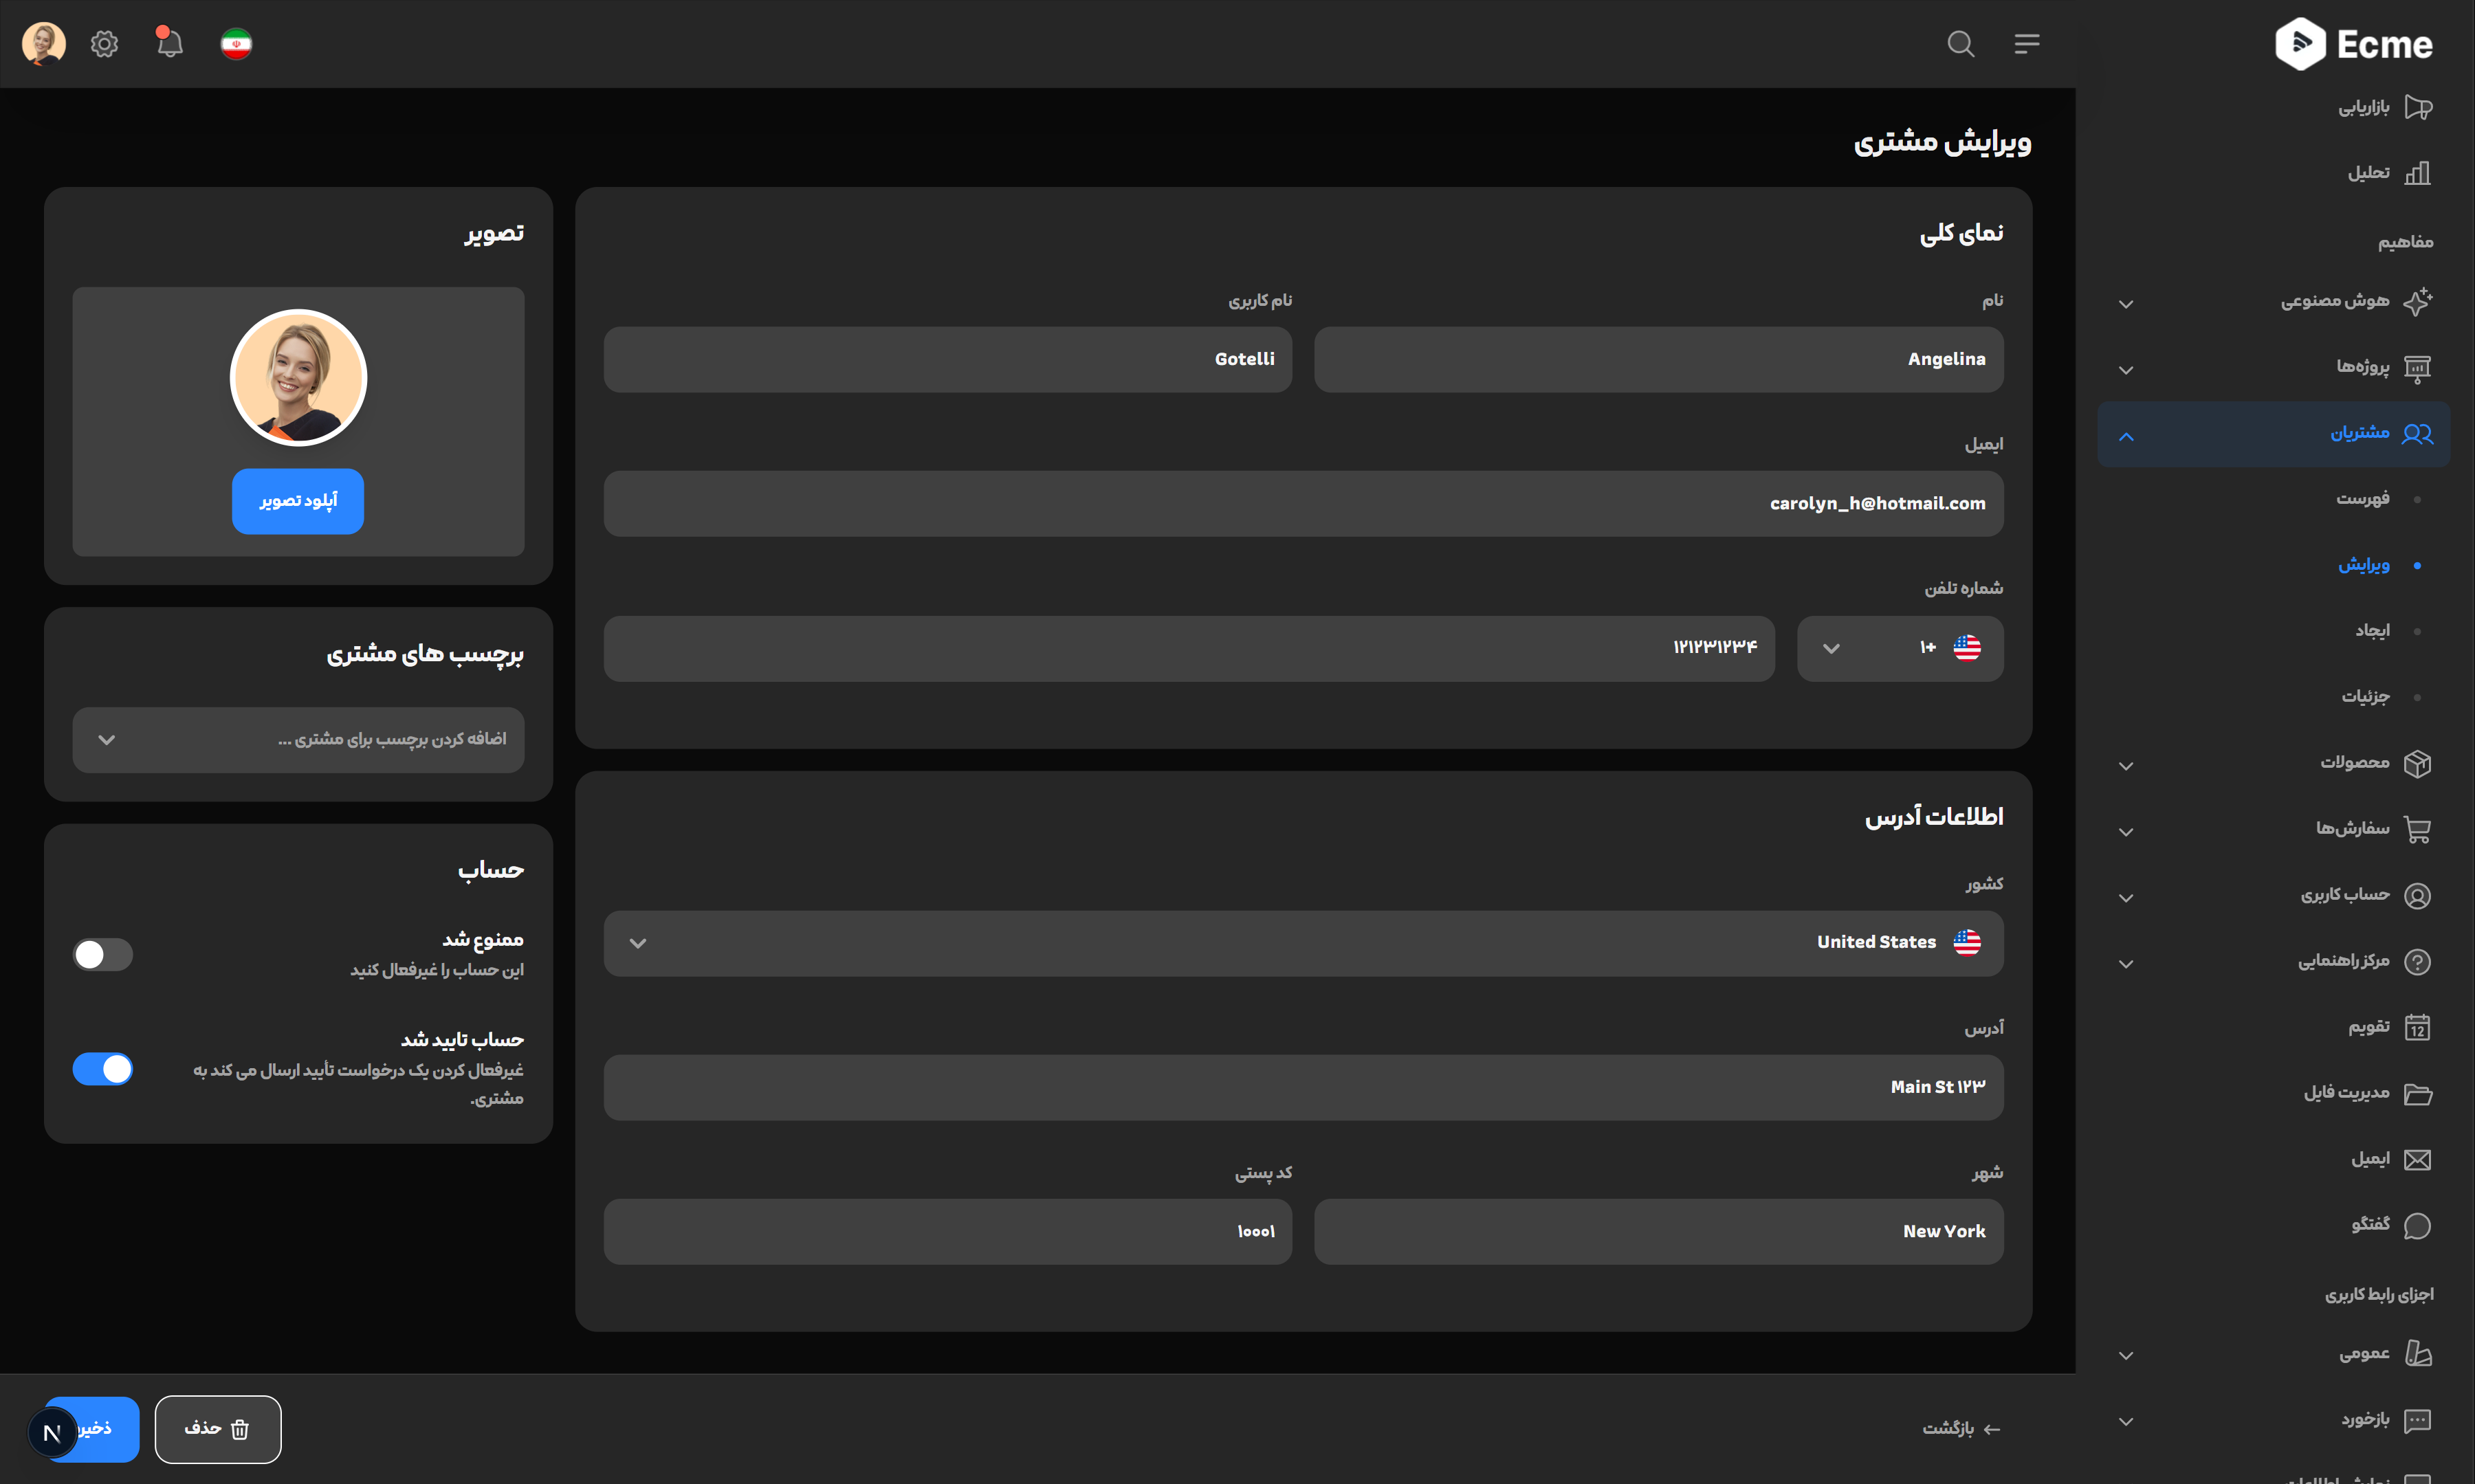 Ecme
بازاریابی
تحلیل
مفاهیم
هوش مصنوعی
پروژه‌ها
مشتریان
فهرست
ویرایش
ایجاد
جزئیات
محصولات
سفارش‌ها
حساب کاربری
مرکز راهنمایی
تقویم
12
مدیریت فایل
ایمیل
گفتگو
اجزای رابط کاربری
عمومی
بازخورد
ویرایش مشتری
نمای کلی
نام
نام کاربری
Angelina
Gotelli
ایمیل
carolyn_h@hotmail.com
شماره تلفن
+۱
۱۲۱۲۳۱۲۳۴
اطلاعات آدرس
کشور
United States
آدرس
Main St ۱۲۳
شهر
کد پستی
New York
۱۰۰۰۱
تصویر
آپلود تصویر
برچسب های مشتری
اضافه کردن برچسب برای مشتری ...
حساب
ممنوع شد
این حساب را غیرفعال کنید
حساب تایید شد
غیرفعال کردن یک درخواست تأیید ارسال می کند به
مشتری.
بازگشت
حذف
N